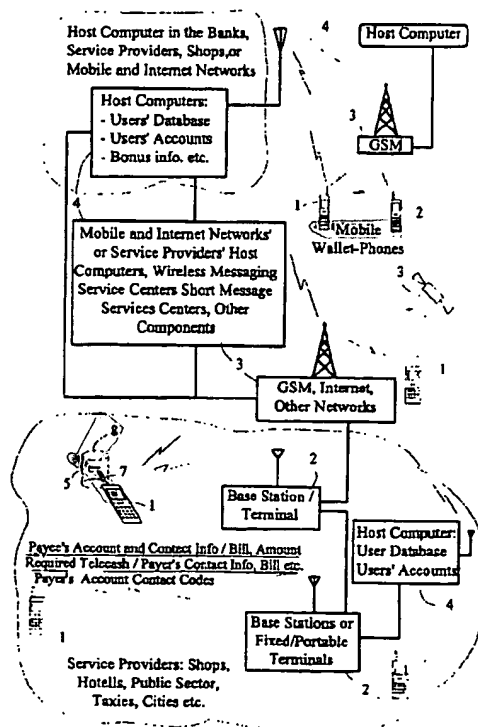 Host Computer in the Banks,
Service Providers, Shops,or
Mobile and Internet Networks
4
Host Computer
Host Computers:
- Users' Database
- Users' Accounts
- Bonus info. etc.
3
GSM
4
1
2
Mobile
Wallet-Phones
Mobile and Internet Networks'
or Service Providers' Host
Computers, Wireless Messaging
Service Centers Short Message
Services Centers, Other
Components
3
3
1
GSM, Internet,
Other Networks
8
5
7
1
2
Base Station /
Terminal
Host Computer:
User Database
Users' Accounts
4
Payer's Account and Contect Info / Bill, Amount
Required Telecash / Payer's Contect Info, Bill etc.
Payer's Account Contect Codes
1
Base Stations or
Fixed/Portable
Terminals
2
1
Service Providers: Shops,
Hotells, Public Sector,
Taxies, Cities etc.